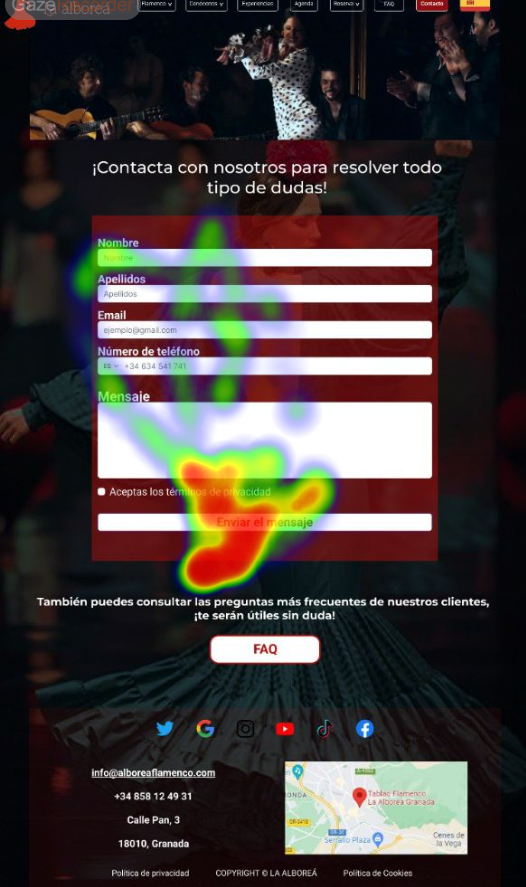 Gaze
la alboreá
Flamenco
Conócenos
Experiencias
Agenda
Reserva
FAQ
Contacto
¡Contacta con nosotros para resolver todo
tipo de dudas!
Nombre
Nombre
Apellidos
Apellidos
Email
ejemplo@gmail.com
Número de teléfono
ES +34 634 541 741
Mensaje
Aceptas los términos de privacidad
Enviar el mensaje
También puedes consultar las preguntas más frecuentes de nuestros clientes,
¡te serán útiles sin duda!
FAQ
info@alboreaflamenco.com
+34 858 12 49 31
Calle Pan, 3
18010, Granada
ONDA
Tablao Flamenco
La Alboreá Granada
Serrallo Plaza
Cenes de
la Vega
Política de privacidad
COPYRIGHT © LA ALBOREÁ
Política de Cookies